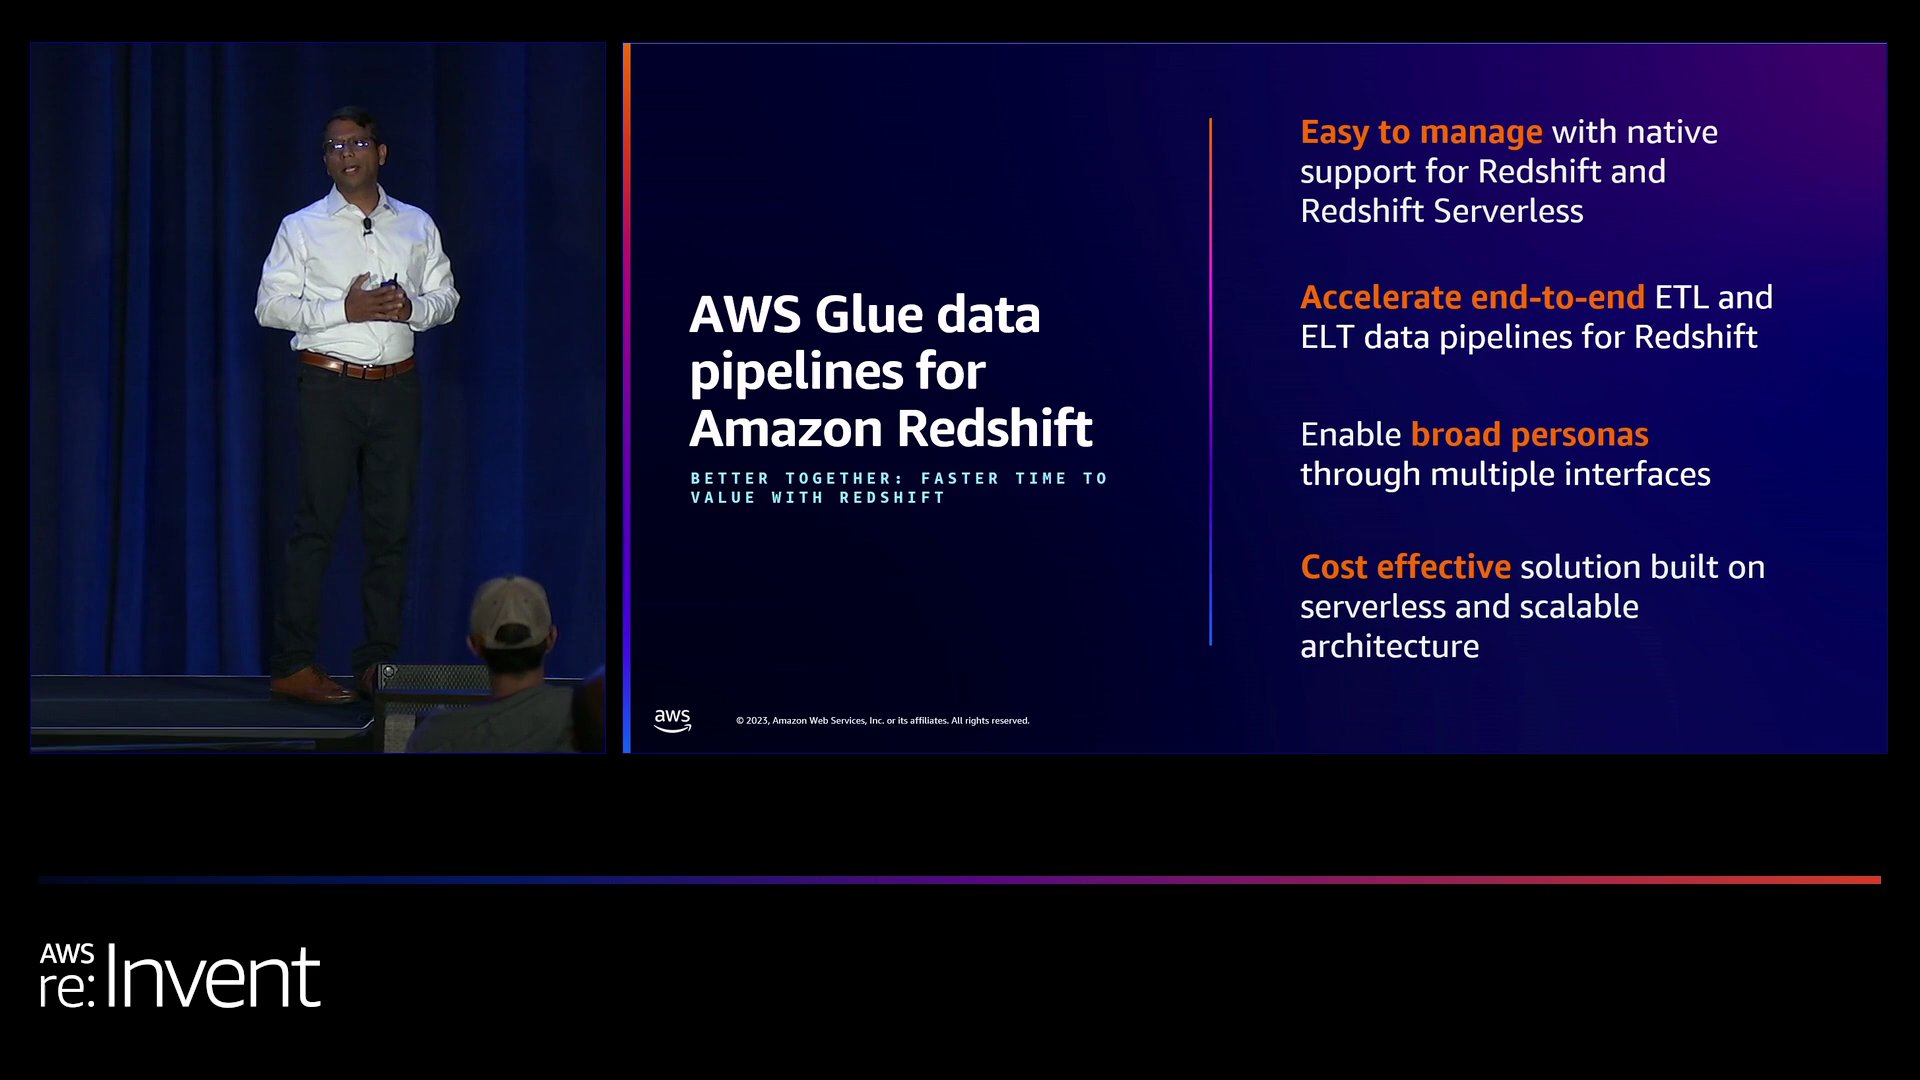 AWS Glue data
pipelines for
Amazon Redshift
BETTER TOGETHER: FASTER TIME TO
VALUE WITH REDSHIFT
Easy to manage with native
support for Redshift and
Redshift Serverless
Accelerate end-to-end ETL and
ELT data pipelines for Redshift
Enable broad personas
through multiple interfaces
Cost effective solution built on
serverless and scalable
architecture
aws
© 2023, Amazon Web Services, Inc. or its affiliates. All rights reserved.
AWS
re:Invent